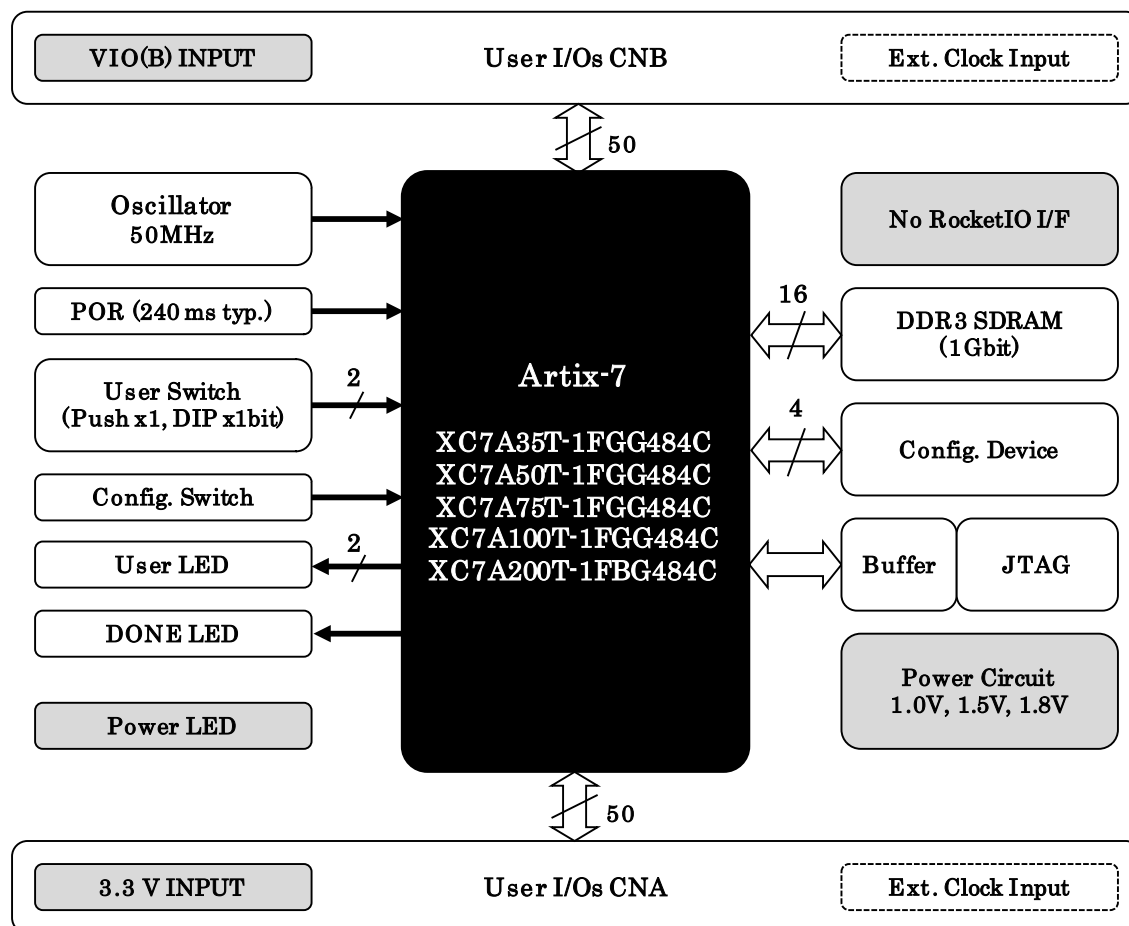 VIO(B) INPUT
User I/Os CNB
Ext. Clock Input
50
Oscillator
50MHz
No RocketIO I/F
POR (240 ms typ.)
16
DDR3 SDRAM
(1Gbit)
User Switch
(Push x1, DIP x1bit)
2
Artix-7
XC7A35T-1FGG484C
XC7A50T-1FGG484C
XC7A75T-1FGG484C
XC7A100T-1FGG484C
XC7A200T-1FBG484C
4
Config. Device
Config. Switch
User LED
2
Buffer
JTAG
DONE LED
Power Circuit
1.0V, 1.5V, 1.8V
Power LED
50
3.3 V INPUT
User I/Os CNA
Ext. Clock Input